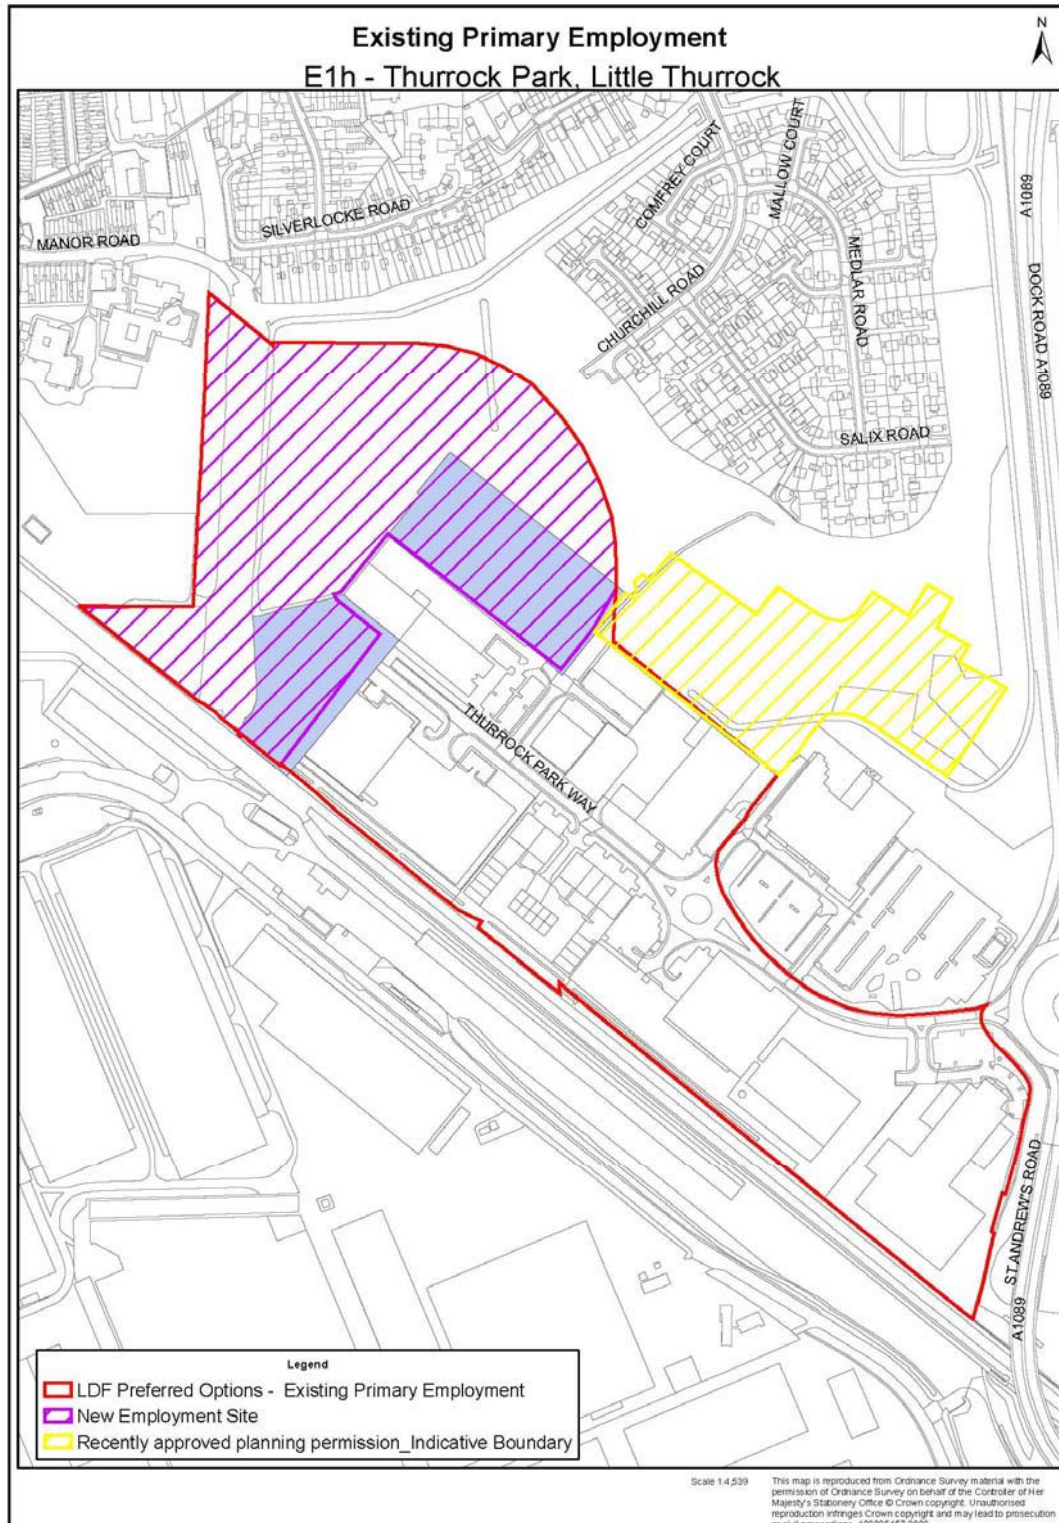 Existing Primary Employment
E1h - Thurrock Park, Little Thurrock
N
MANOR ROAD
SILVERLOCKE ROAD
COMFREY COURT
MALLOW COURT
CHURCHILL ROAD
MEDLAR ROAD
SALIX ROAD
A1089
DOCK ROAD A1089
THURROCK PARK WAY
ST ANDREW'S ROAD
A1089
Legend
LDF Preferred Options - Existing Primary Employment
New Employment Site
Recently approved planning permission_Indicative Boundary
Scale 1:4,539
This map is reproduced from Ordnance Survey material with the
permission of Ordnance Survey on behalf of the Controller of Her
Majesty's Stationery Office © Crown copyright. Unauthorised
reproduction infringes Crown copyright and may lead to prosecution